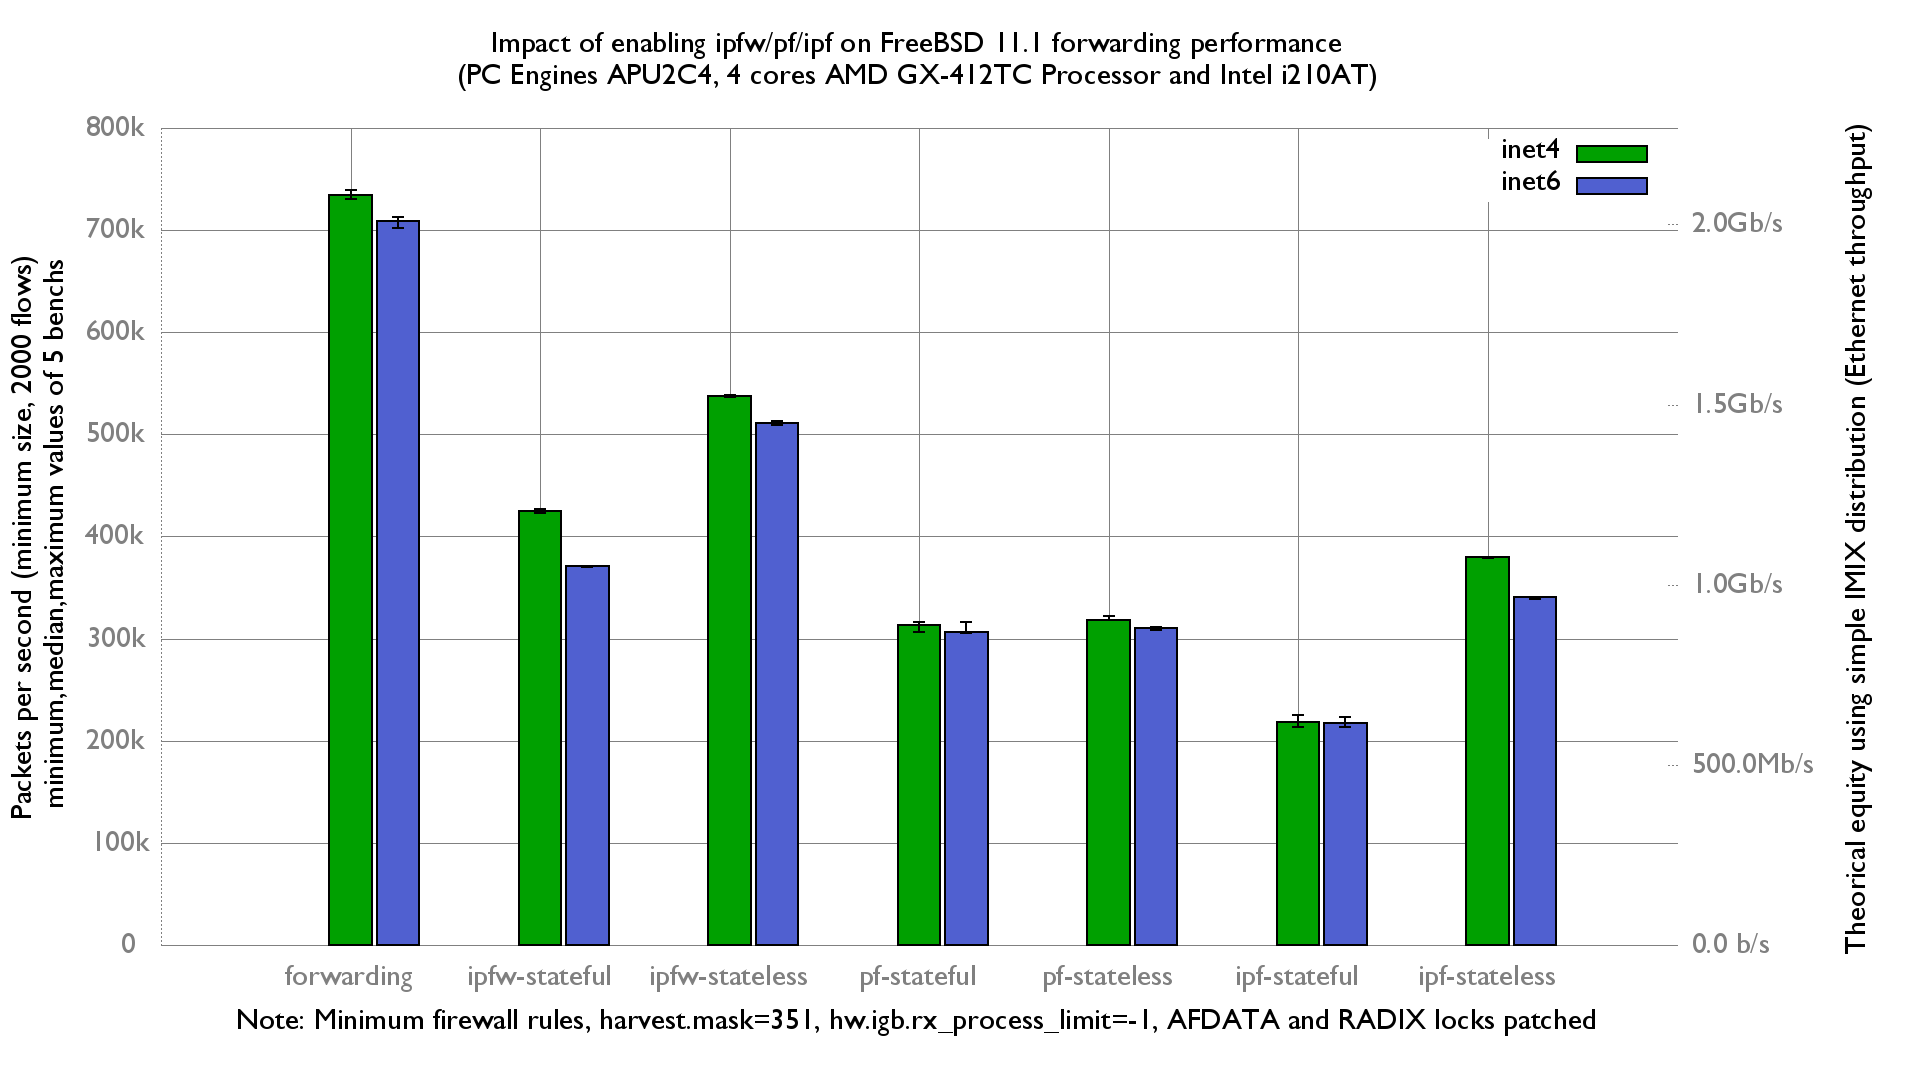 Impact of enabling ipfw/pf/ipf on FreeBSD 11.1 forwarding performance
(PC Engines APU2C4, 4 cores AMD GX-412TC Processor and Intel i210AT)
Packets per second (minimum size, 2000 flows)
minimum,median,maximum values of 5 benchs
800k
700k
600k
500k
400k
300k
200k
100k
0
inet4
inet6
2.0Gb/s
1.5Gb/s
1.0Gb/s
500.0Mb/s
0.0 b/s
Theorical equity using simple IMIX distribution (Ethernet throughput)
forwarding
ipfw-stateful
ipfw-stateless
pf-stateful
pf-stateless
ipf-stateful
ipf-stateless
Note: Minimum firewall rules, harvest.mask=351, hw.igb.rx_process_limit=-1, AFDATA and RADIX locks patched